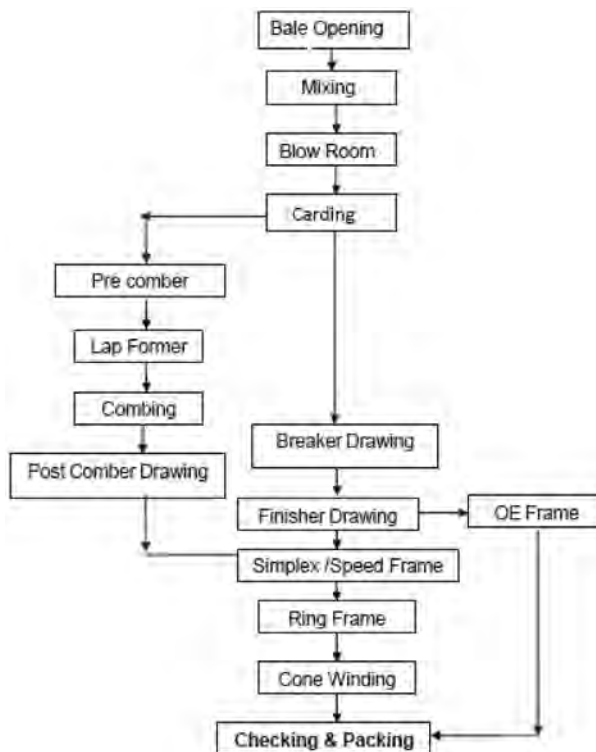 Bale Opening
Mixing
Blow Room
Carding
Pre comber
Lap Former
Combing
Post Comber Drawing
Breaker Drawing
Finisher Drawing
OE Frame
Simplex /Speed Frame
Ring Frame
Cone Winding
Checking & Packing